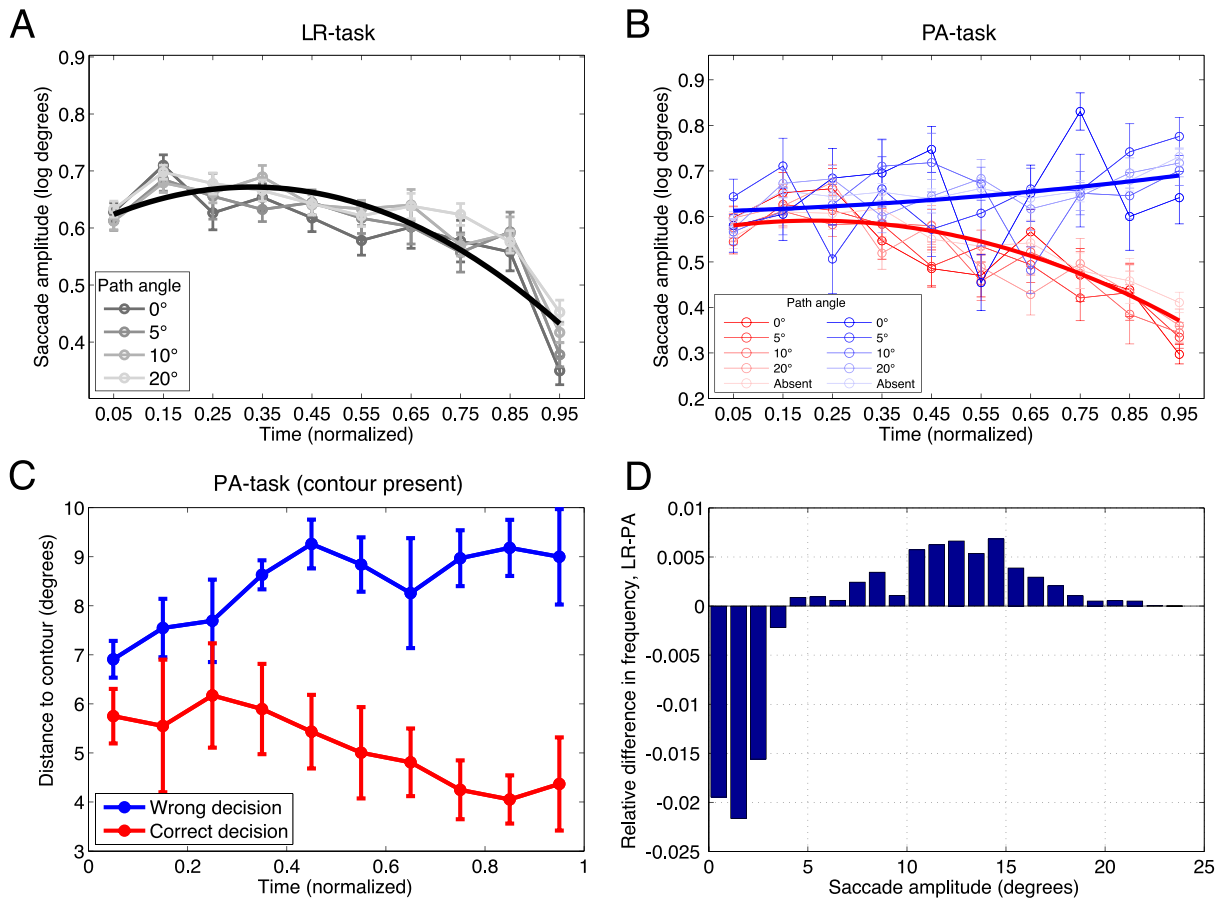 A
LR-task
Saccade amplitude (log degrees)
0.9
0.8
0.7
0.6
0.5
0.4
Path angle
0°
5°
10°
20°
0.05 0.15 0.25 0.35 0.45 0.55 0.65 0.75 0.85 0.95
Time (normalized)
B
PA-task
Saccade amplitude (log degrees)
0.9
0.8
0.7
0.6
0.5
0.4
0.3
0.2
Path angle
0° 0°
5° 5°
10° 10°
20° 20°
Absent Absent
0.05 0.15 0.25 0.35 0.45 0.55 0.65 0.75 0.85 0.95
Time (normalized)
C
PA-task (contour present)
Distance to contour (degrees)
10
9
8
7
6
5
4
3
Wrong decision
Correct decision
0 0.2 0.4 0.6 0.8 1
Time (normalized)
D
Relative difference in frequency, LR-PA
0.01
0.005
0
-0.005
-0.01
-0.015
-0.02
-0.025
0 5 10 15 20 25
Saccade amplitude (degrees)